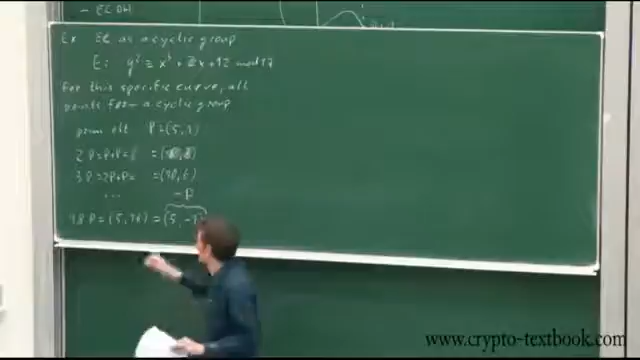 - ECDH
Ex EC as a cyclic group
E: y² ≡ x³ + 2x + 2 mod 17
For this specific curve, all
points form a cyclic group
prim elt P = (5,1)
2P = P+P =
3P = 2P+P = (10,6)
...
-P
18P = (5,16) = (5,-1)
www.crypto-textbook.com